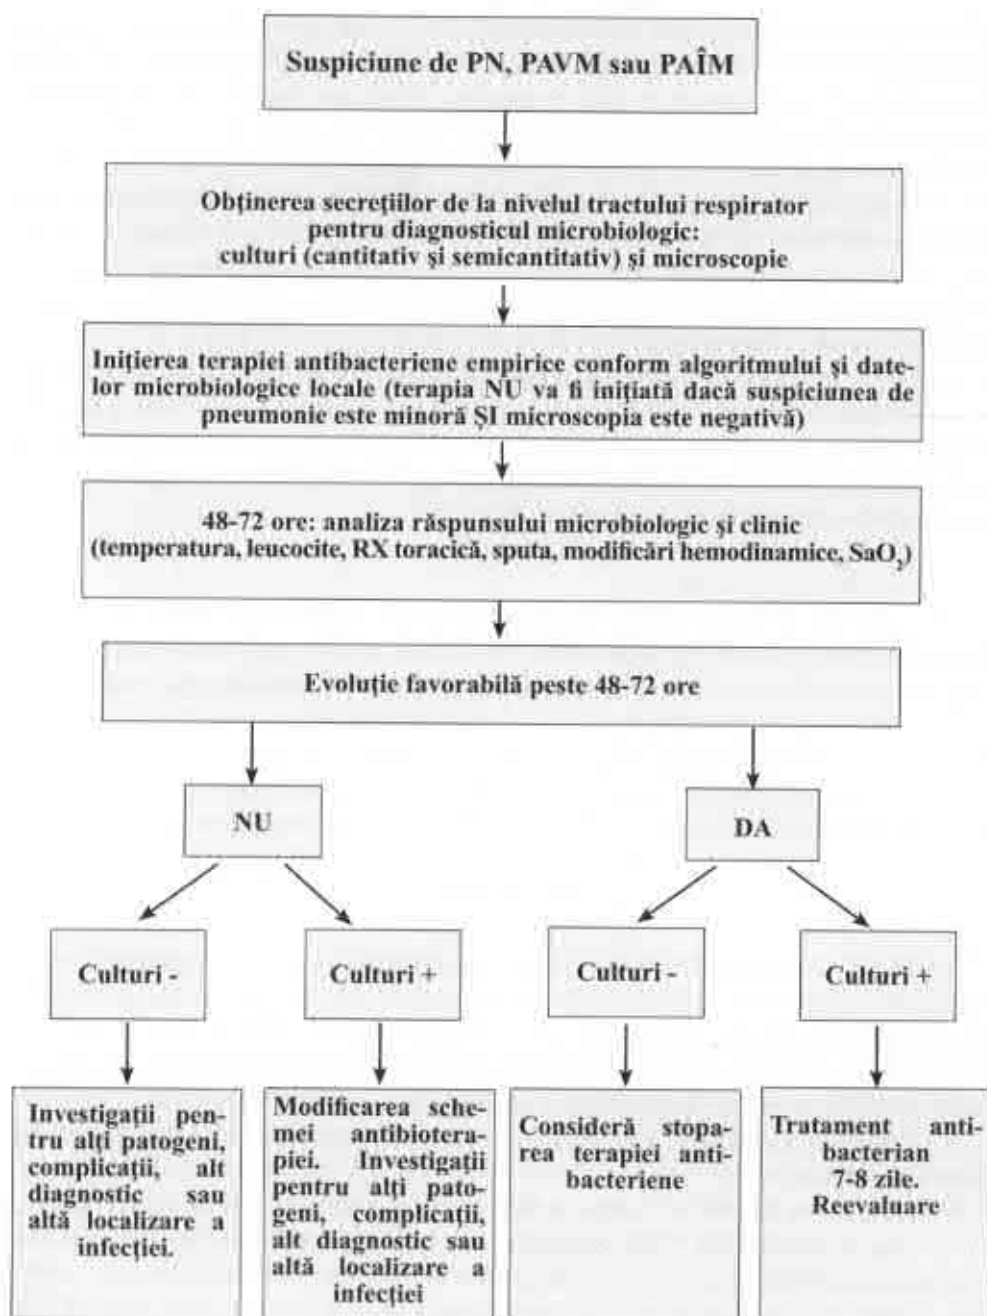 Suspiciune de PN, PAVM sau PAÎM
Obținerea secrețiilor de la nivelul tractului respirator
pentru diagnosticul microbiologic:
culturi (cantitativ și semicantitativ) și microscopie
Inițierea terapiei antibacteriene empirice conform algoritmului și date-
lor microbiologice locale (terapia NU va fi inițiată dacă suspiciunea de
pneumonie este minoră ȘI microscopia este negativă)
48-72 ore: analiza răspunsului microbiologic și clinic
(temperatura, leucocite, RX toracică, sputa, modificări hemodinamice, SaO₂)
Evoluție favorabilă peste 48-72 ore
NU
DA
Culturi -
Culturi +
Culturi -
Culturi +
Investigații pen-
tru alți patogeni,
complicații, alt
diagnostic sau
altă localizare a
infecției.
Modificarea sche-
mei antibiotera-
piei. Investigații
pentru alți pato-
geni, complicații,
alt diagnostic sau
altă localizare a
infecției
Consideră stopa-
rea terapiei anti-
bacteriene
Tratament anti-
bacterian
7-8 zile.
Reevaluare